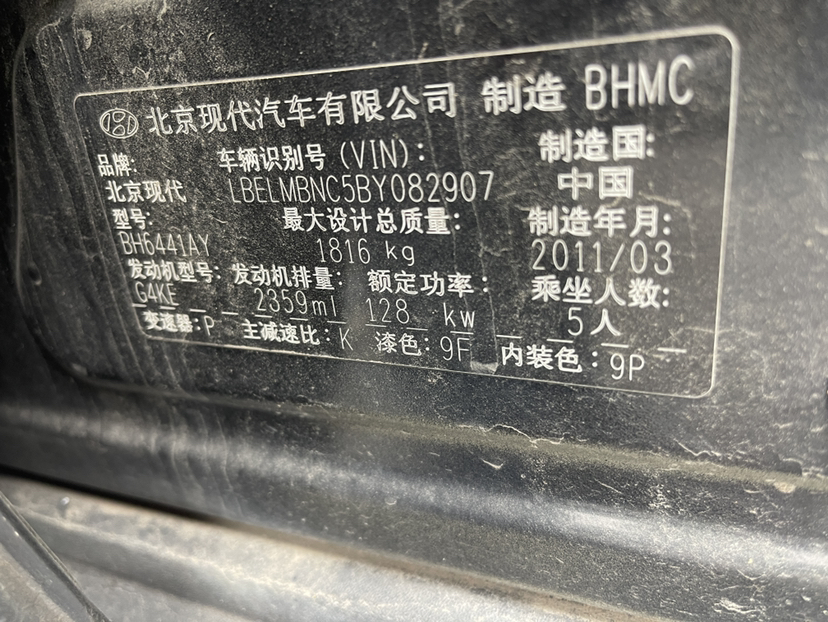 北京现代汽车有限公司 制造 BHMC
品牌: 车辆识别号(VIN): 制造国:
北京现代 LBELMBNC5BY082907 中国
型号: 最大设计总质量: 制造年月:
BH6441AY 1816 kg 2011/03
发动机型号: 发动机排量: 额定功率: 乘坐人数:
G4KE 2359ml 128 kw 5人
变速器:P 主减速比:K 漆色:9F 内装色:9P